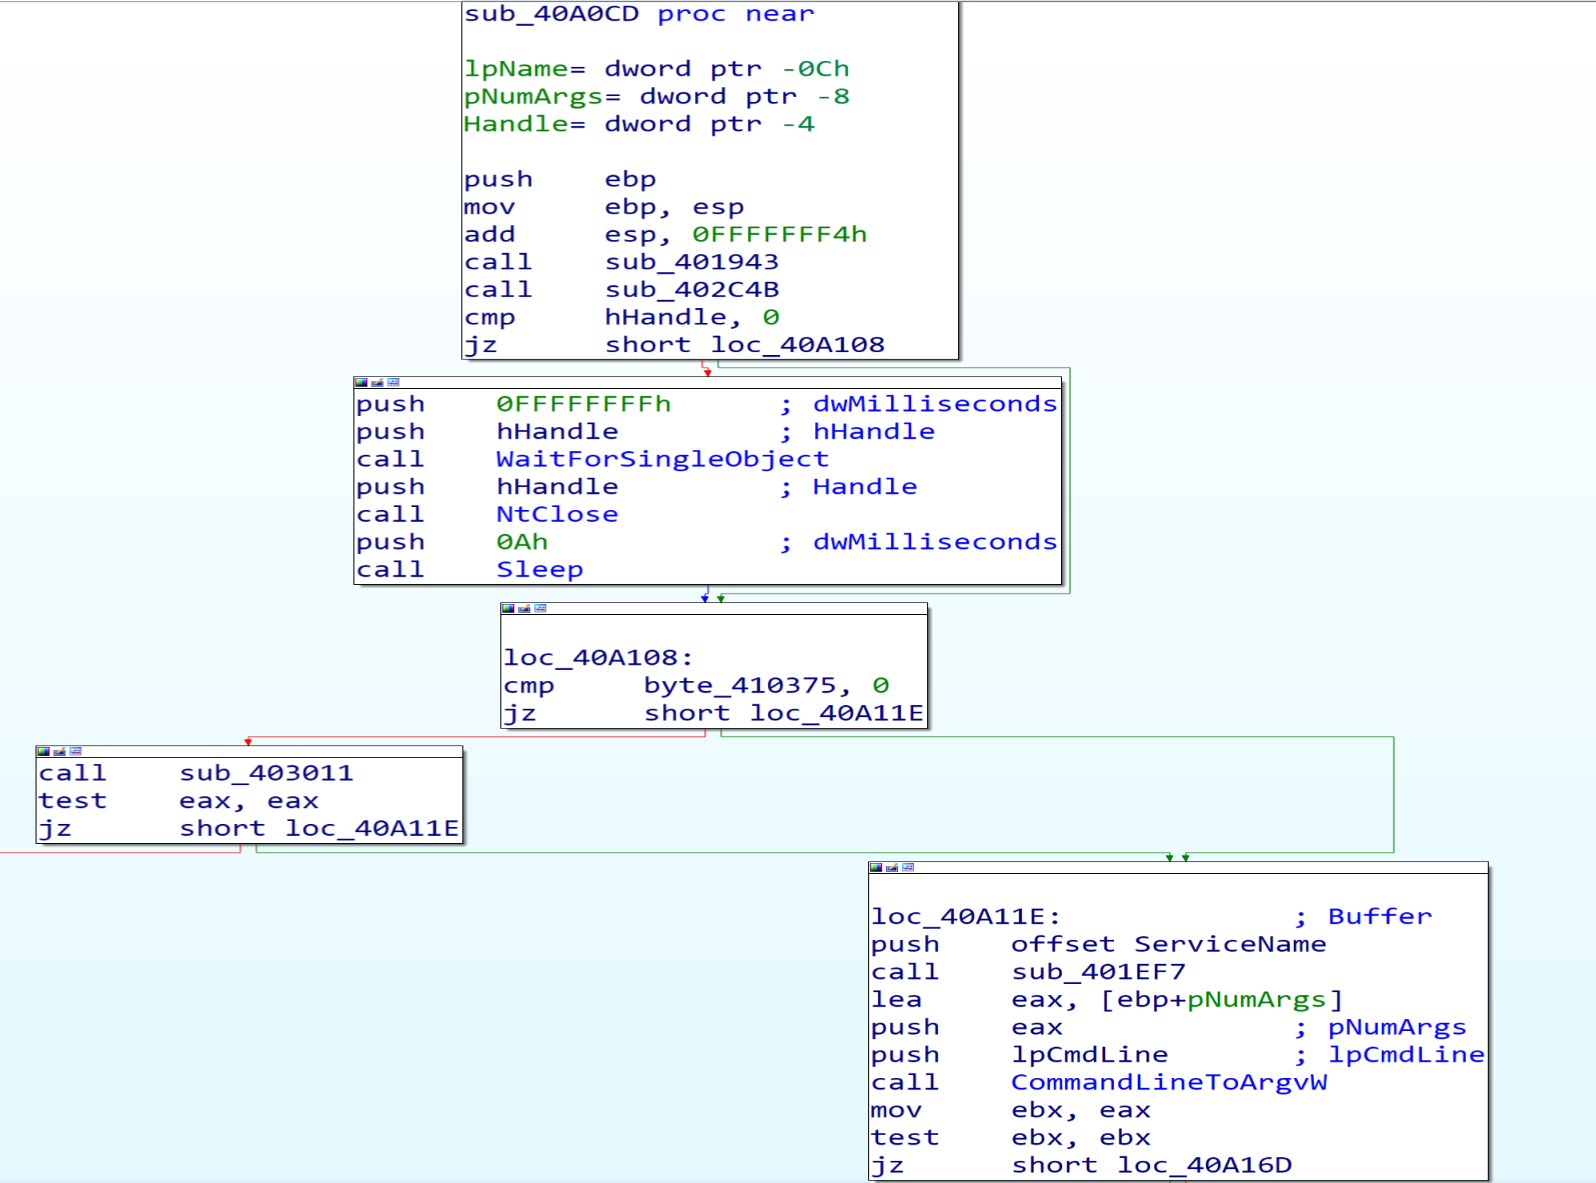 sub_40A0CD proc near
lpName= dword ptr -0Ch
pNumArgs= dword ptr -8
Handle= dword ptr -4
push ebp
mov ebp, esp
add esp, 0FFFFFFF4h
call sub_401943
call sub_402C4B
cmp hHandle, 0
jz short loc_40A108
push 0FFFFFFFFh ; dwMilliseconds
push hHandle ; hHandle
call WaitForSingleObject
push hHandle ; Handle
call NtClose
push 0Ah ; dwMilliseconds
call Sleep
loc_40A108:
cmp byte_410375, 0
jz short loc_40A11E
call sub_403011
test eax, eax
jz short loc_40A11E
loc_40A11E: ; Buffer
push offset ServiceName
call sub_401EF7
lea eax, [ebp+pNumArgs]
push eax ; pNumArgs
push lpCmdLine ; lpCmdLine
call CommandLineToArgvW
mov ebx, eax
test ebx, ebx
jz short loc_40A16D